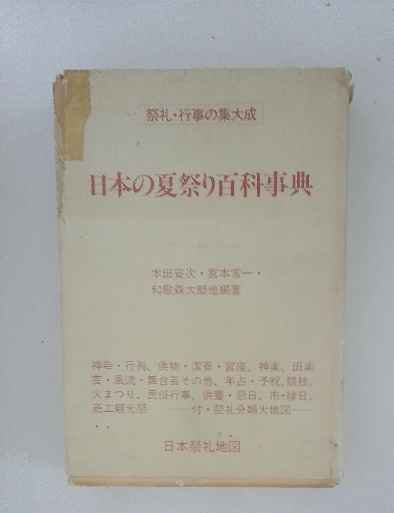 祭礼・行事の集大成
日本の夏祭り百科事典
本田安次・宮本常一・
和歌森太郎他編著
神輿・行列、供物・潔斎・宮座、神楽、田楽
芸・風流・舞台芸その他、年占・予祝、競技、
火まつり、民俗行事、供養・忌日、市・縁日、
商工観光祭 ——付・祭礼分類大地図——
日本祭礼地図